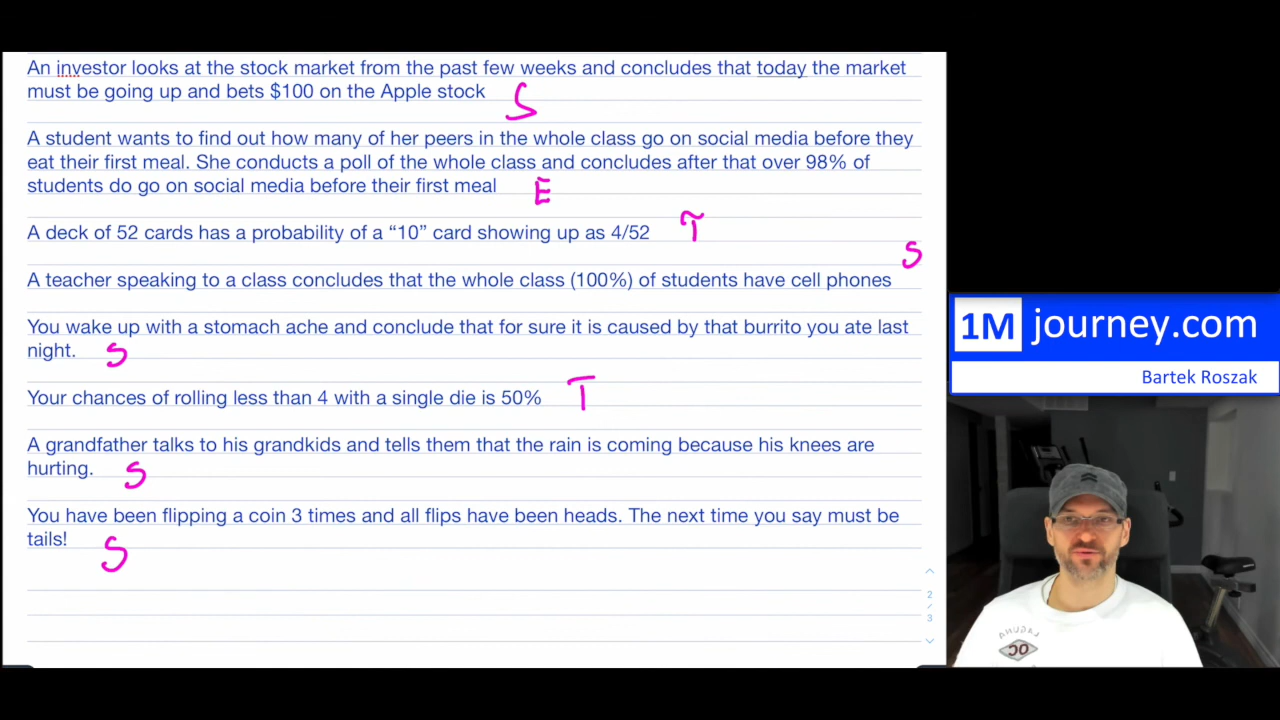 An investor looks at the stock market from the past few weeks and concludes that today the market
must be going up and bets $100 on the Apple stock S
A student wants to find out how many of her peers in the whole class go on social media before they
eat their first meal. She conducts a poll of the whole class and concludes after that over 98% of
students do go on social media before their first meal E
A deck of 52 cards has a probability of a “10” card showing up as 4/52 T
S
A teacher speaking to a class concludes that the whole class (100%) of students have cell phones
You wake up with a stomach ache and conclude that for sure it is caused by that burrito you ate last
night. S
Your chances of rolling less than 4 with a single die is 50% T
A grandfather talks to his grandkids and tells them that the rain is coming because his knees are
hurting. S
You have been flipping a coin 3 times and all flips have been heads. The next time you say must be
tails! S
2
/
3
1M journey.com
Bartek Roszak
LAGUNA
OC